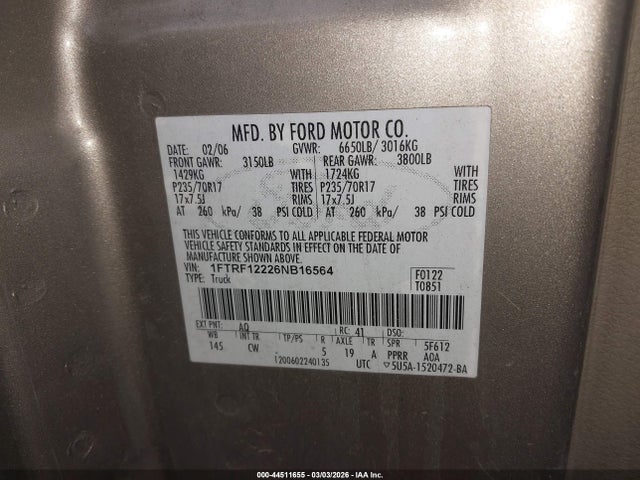 MFD. BY FORD MOTOR CO.
DATE: 02/06 GVWR: 6650LB/ 3016KG
FRONT GAWR: 3150LB REAR GAWR: 3800LB
1429KG WITH 1724KG WITH
P235/70R17 TIRES P235/70R17 TIRES
17x7.5J RIMS 17x7.5J RIMS
AT 260 kPa/ 38 PSI COLD AT 260 kPa/ 38 PSI COLD
THIS VEHICLE CONFORMS TO ALL APPLICABLE FEDERAL MOTOR
VEHICLE SAFETY STANDARDS IN EFFECT ON THE DATE OF
MANUFACTURE SHOWN ABOVE.
VIN: 1FTRF12226NB16564 F0122
TYPE: Truck T0851
EXT PNT: AQ RC: 41 DSO:
WB INT TR TP/PS R AXLE TR SPR 5F612
145 CW 5 19 A PPRR A0A
1200602240135 UTC ▽5U5A-1520472-BA
000-44511655 - 03/03/2026 - IAA Inc.